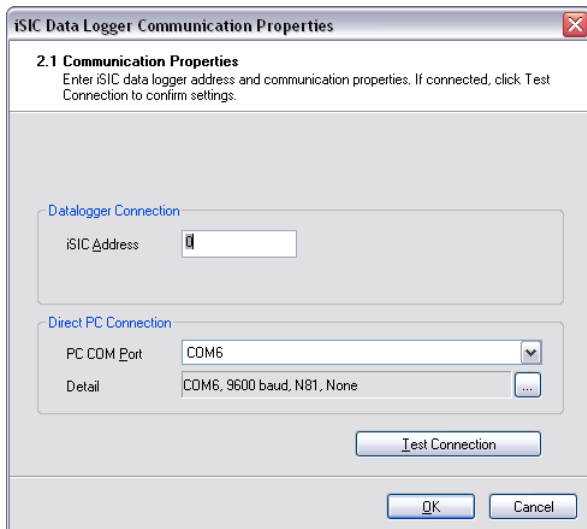 iSIC Data Logger Communication Properties
2.1 Communication Properties
Enter iSIC data logger address and communication properties. If connected, click Test
Connection to confirm settings.
Datalogger Connection
iSIC Address
0
Direct PC Connection
PC COM Port
COM6
Detail
COM6, 9600 baud, N81, None
...
Test Connection
OK
Cancel